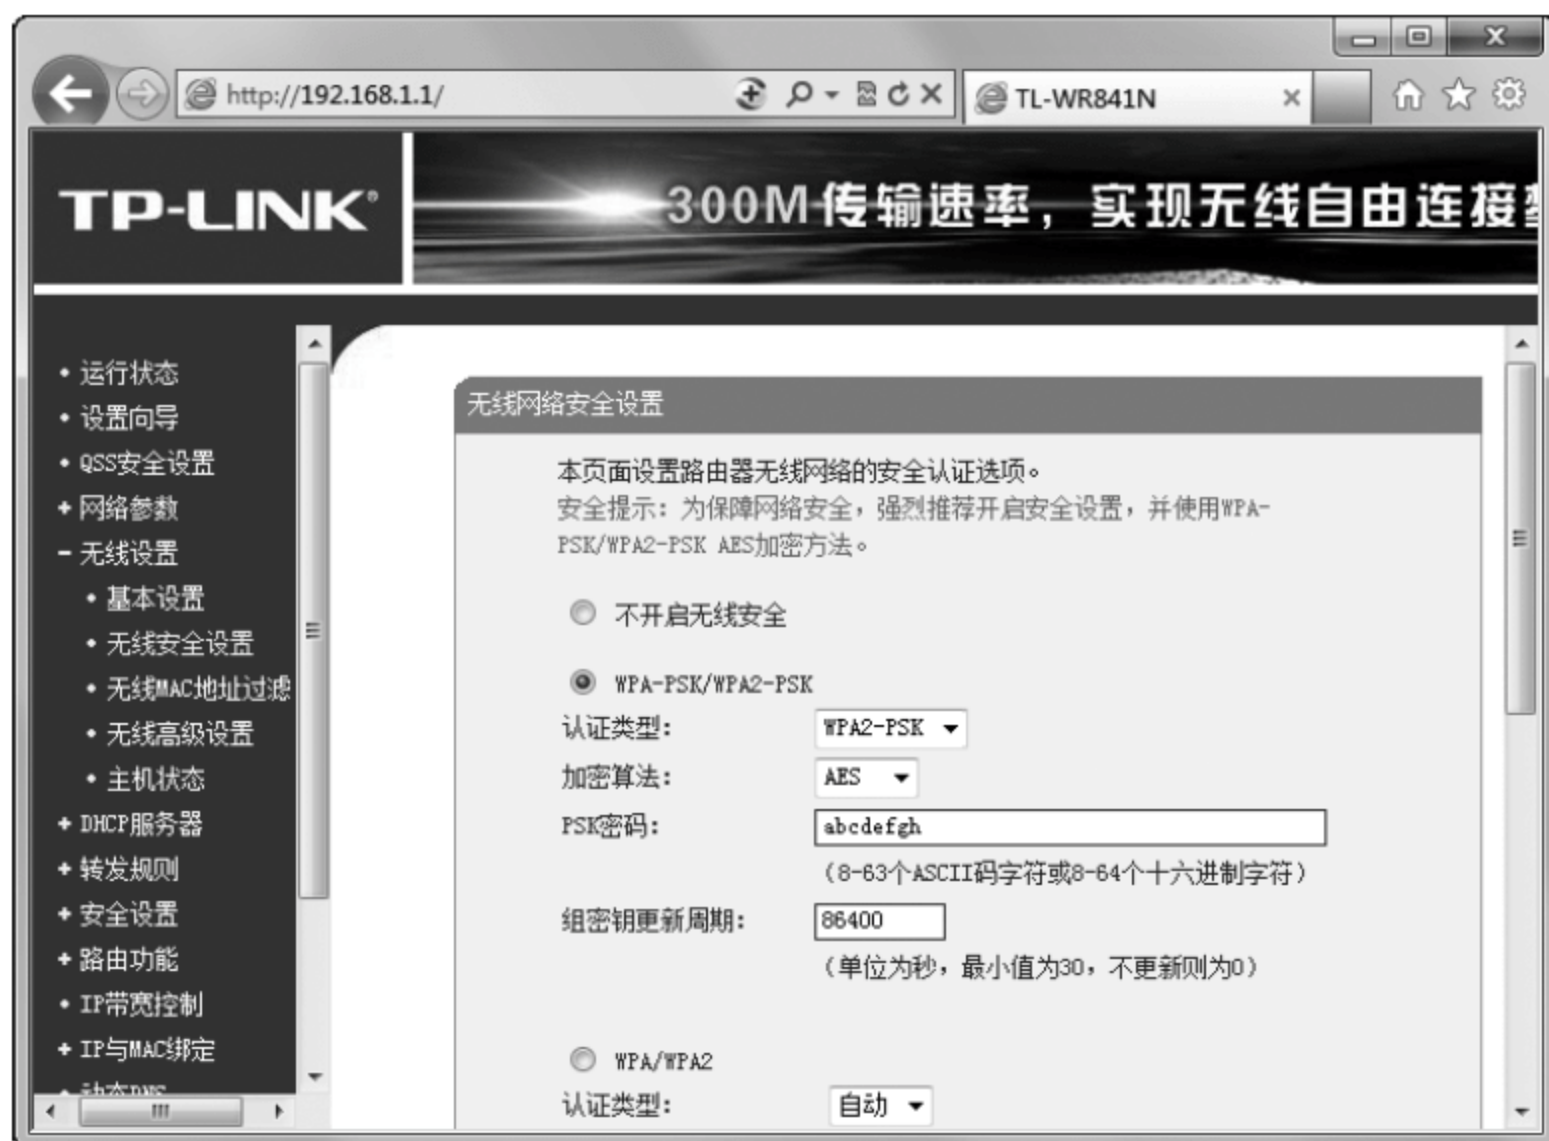 http://192.168.1.1/
TL-WR841N
TP-LINK®
300M传输速率，实现无线自由连接
• 运行状态
• 设置向导
• QSS安全设置
+ 网络参数
- 无线设置
• 基本设置
• 无线安全设置
• 无线MAC地址过滤
• 无线高级设置
• 主机状态
+ DHCP服务器
+ 转发规则
+ 安全设置
+ 路由功能
• IP带宽控制
+ IP与MAC绑定
无线网络安全设置
本页面设置路由器无线网络的安全认证选项。
安全提示：为保障网络安全，强烈推荐开启安全设置，并使用WPA-
PSK/WPA2-PSK AES加密方法。
不开启无线安全
WPA-PSK/WPA2-PSK
认证类型： WPA2-PSK
加密算法： AES
PSK密码： abcdefgh
（8-63个ASCII码字符或8-64个十六进制字符）
组密钥更新周期： 86400
（单位为秒，最小值为30，不更新则为0）
WPA/WPA2
认证类型： 自动